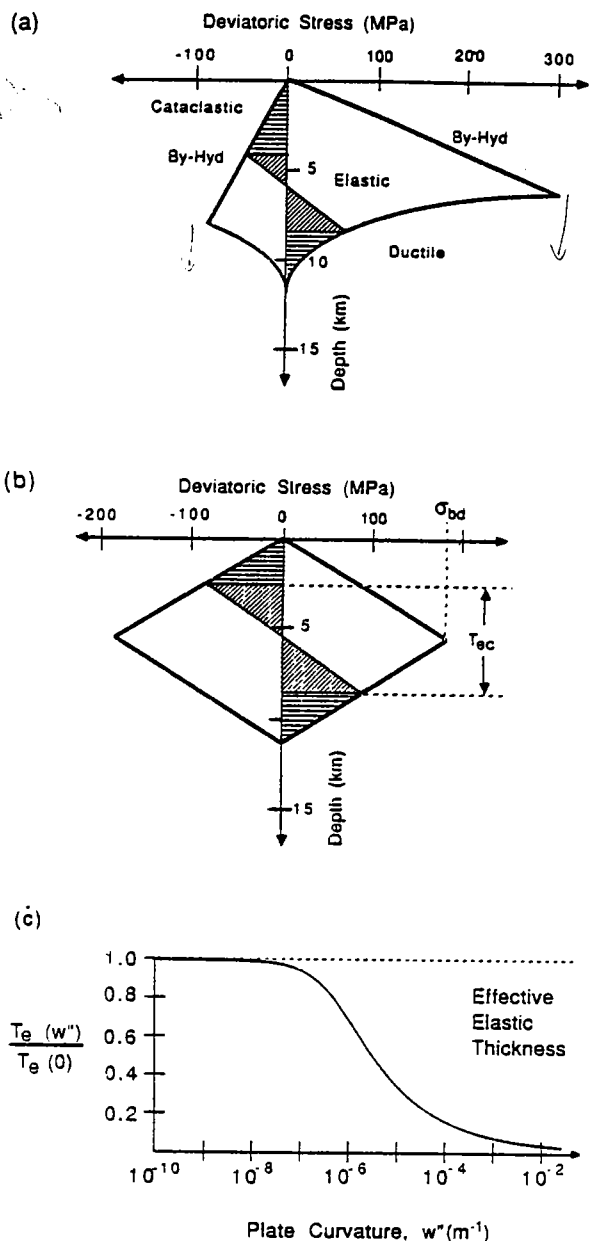 (a)
Deviatoric Stress (MPa)
-100 0 100 200 300
Cataclastic
By-Hyd
By-Hyd
5
Elastic
10
Ductile
15
Depth (km)
(b)
Deviatoric Stress (MPa)
-200 -100 0 100 σbd
5
Tec
15
Depth (km)
(c)
1.0
0.8
0.6
0.4
0.2
Te (w")
Te (0)
Effective
Elastic
Thickness
10-10 10-8 10-6 10-4 10-2
Plate Curvature, w"(m-1)